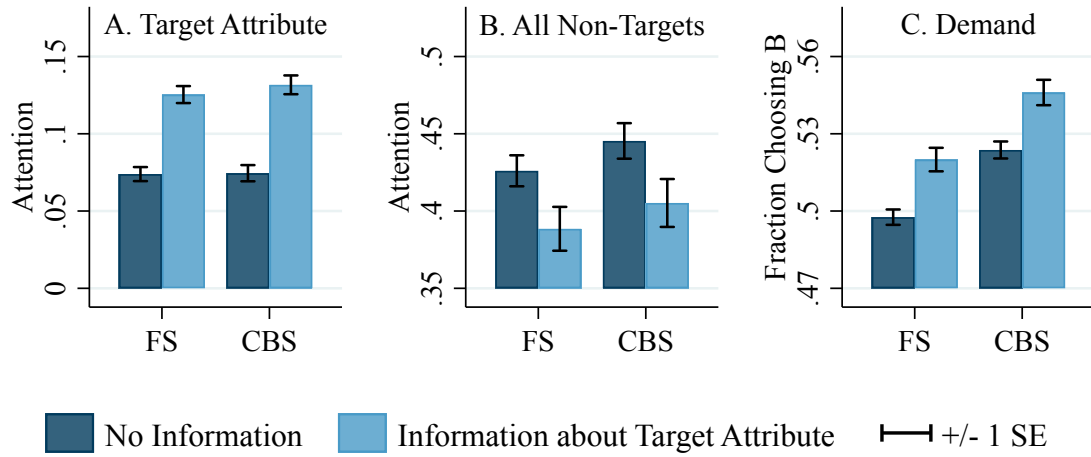 A. Target Attribute
Attention
.15
.1
.05
0
FS CBS
B. All Non-Targets
Attention
.5
.45
.4
.35
FS CBS
C. Demand
Fraction Choosing B
.56
.53
.5
.47
FS CBS
No Information
Information about Target Attribute
+/- 1 SE